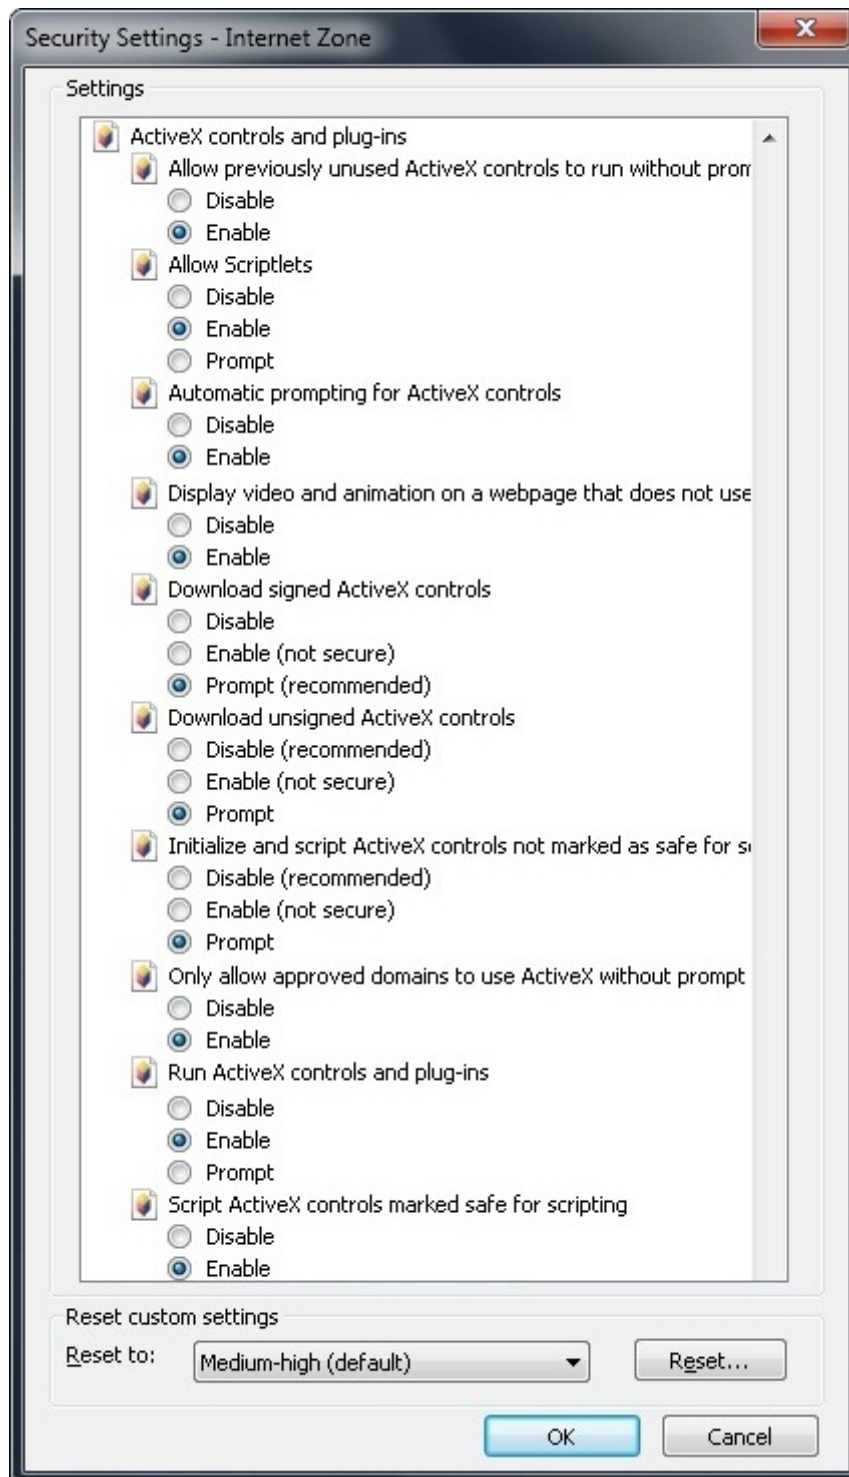 Security Settings - Internet Zone
Settings
ActiveX controls and plug-ins
Allow previously unused ActiveX controls to run without prom
Disable
Enable
Allow Scriptlets
Disable
Enable
Prompt
Automatic prompting for ActiveX controls
Disable
Enable
Display video and animation on a webpage that does not use
Disable
Enable
Download signed ActiveX controls
Disable
Enable (not secure)
Prompt (recommended)
Download unsigned ActiveX controls
Disable (recommended)
Enable (not secure)
Prompt
Initialize and script ActiveX controls not marked as safe for s
Disable (recommended)
Enable (not secure)
Prompt
Only allow approved domains to use ActiveX without prompt
Disable
Enable
Run ActiveX controls and plug-ins
Disable
Enable
Prompt
Script ActiveX controls marked safe for scripting
Disable
Enable
Reset custom settings
Reset to: Medium-high (default) Reset...
OK Cancel